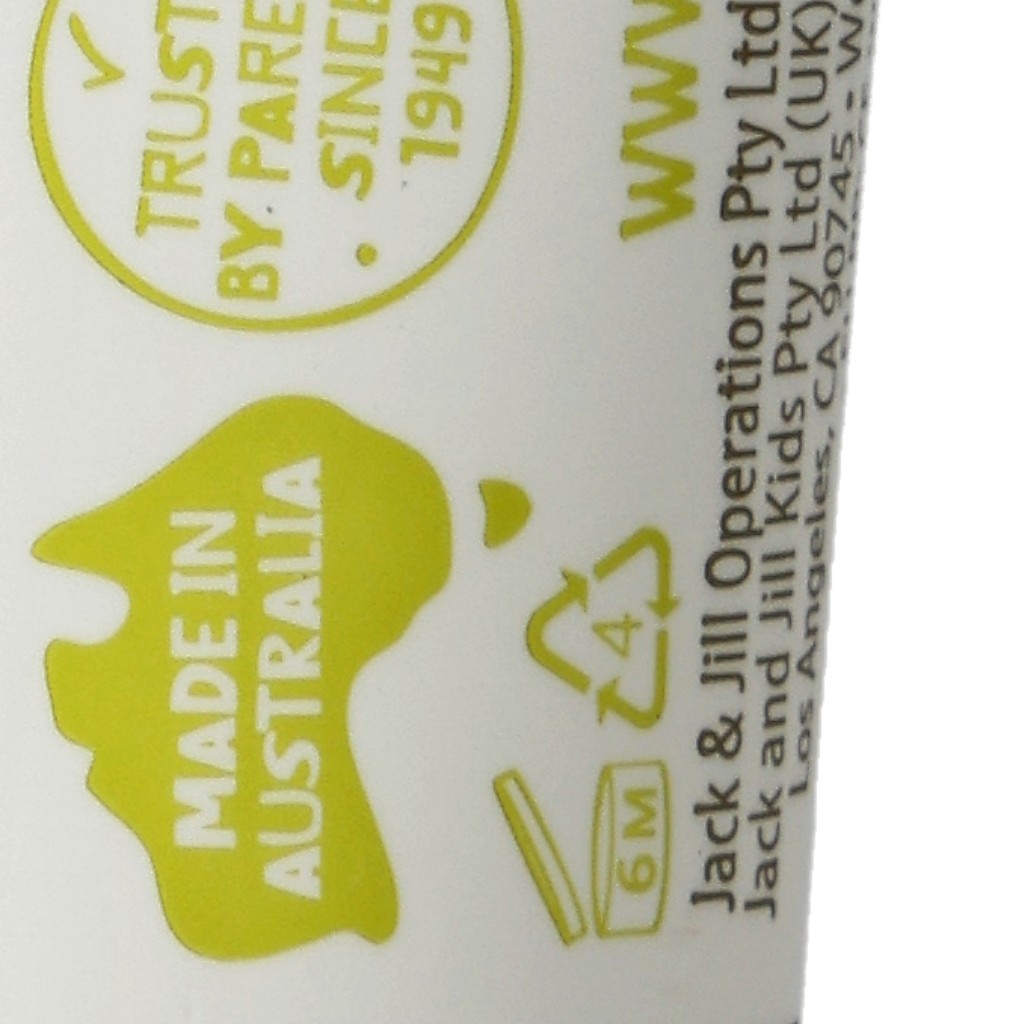 TRUST
BY PARE
SINCE
1949
MADE IN
AUSTRALIA
4
6 M
www
Jack & Jill Operations Pty Ltd
Jack and Jill Kids Pty Ltd (UK)
Los Angeles, CA 90745 -